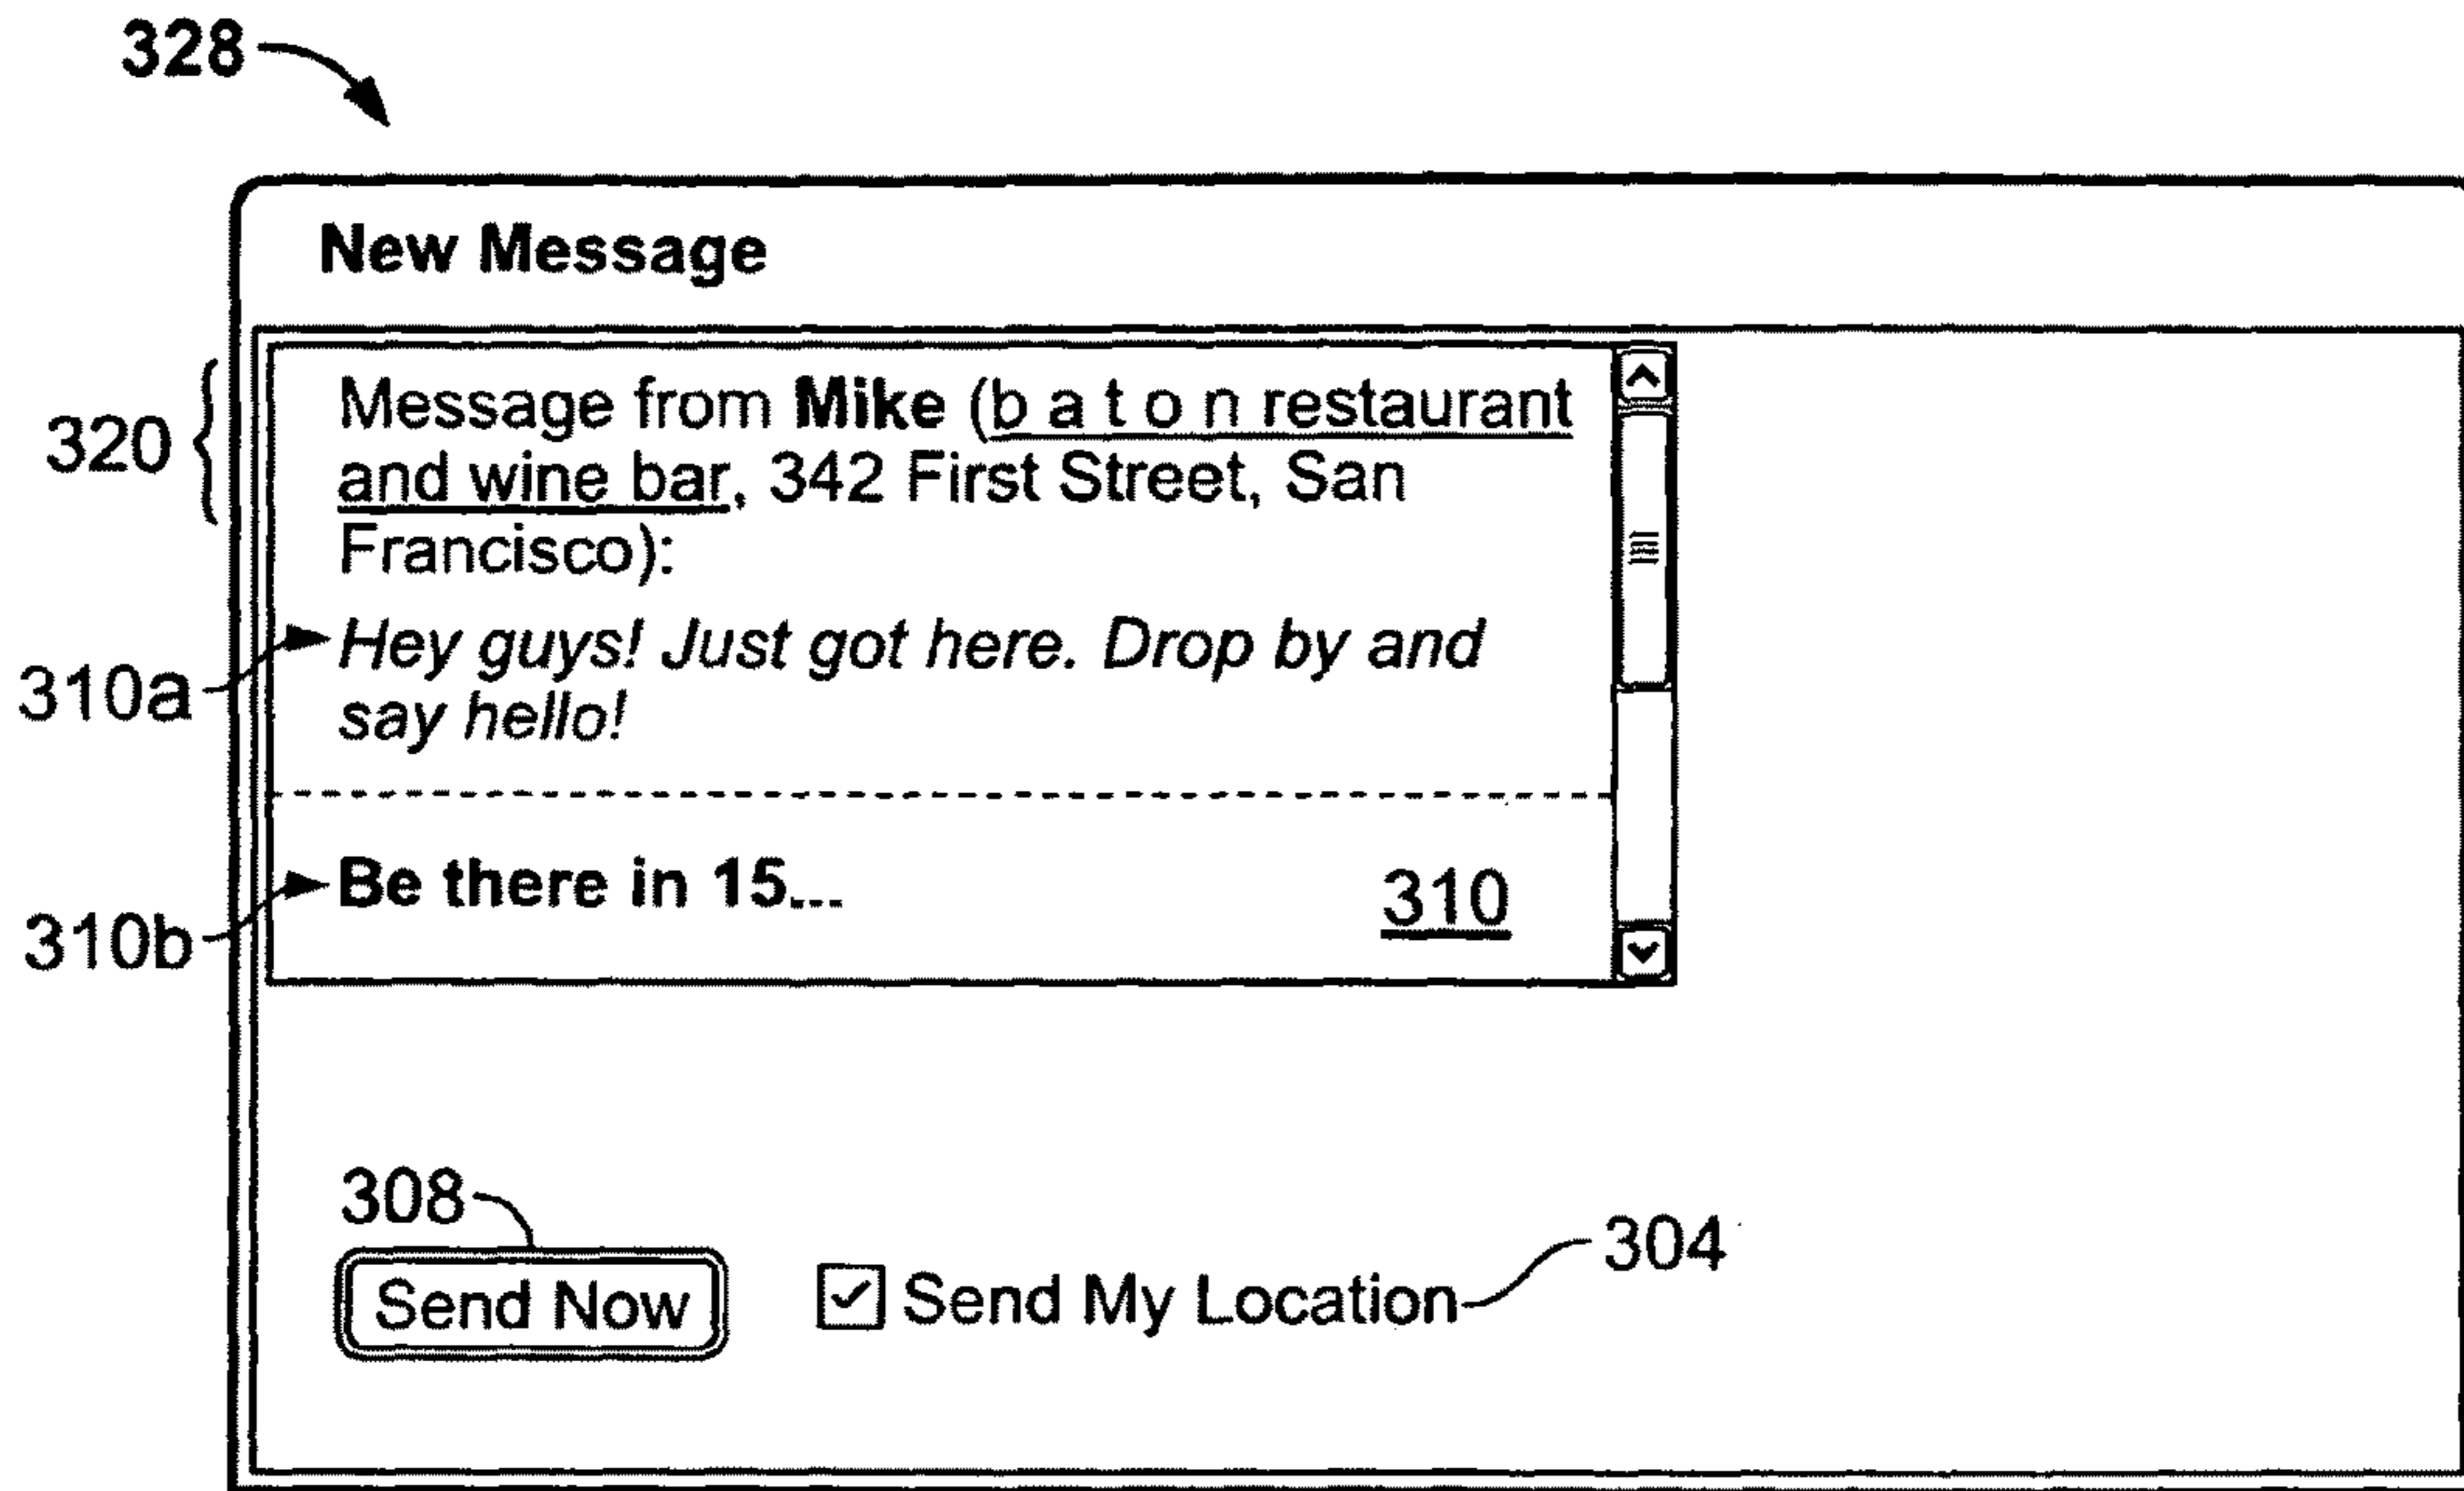 328
New Message
320
Message from Mike (b a t o n restaurant
and wine bar, 342 First Street, San
Francisco):
310a
Hey guys! Just got here. Drop by and
say hello!
310b
Be there in 15...
310
308
Send Now
Send My Location
304